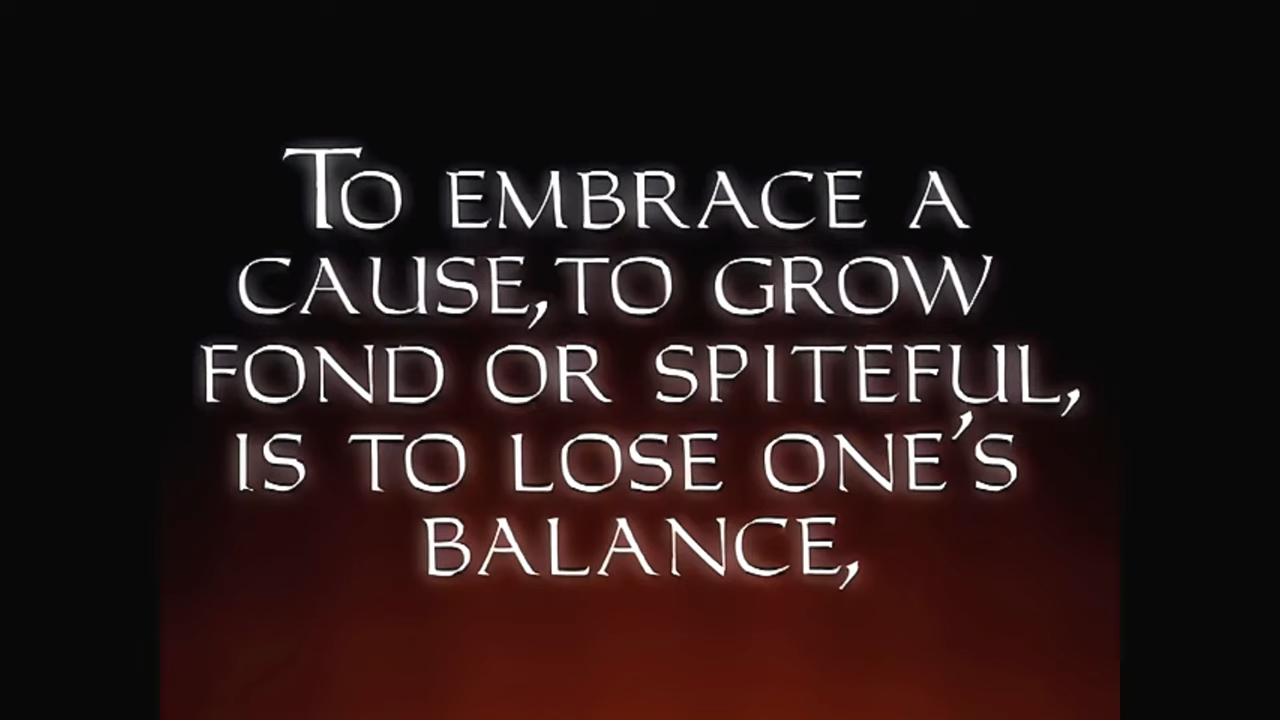 To EMBRACE A
CAUSE, TO GROW
FOND OR SPITEFUL,
IS TO LOSE ONE'S
BALANCE,